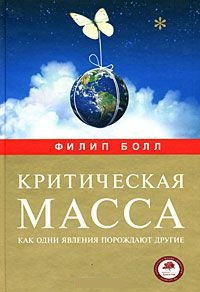 ФИЛИП БОЛЛ
КРИТИЧЕСКАЯ
МАССА
КАК ОДНИ ЯВЛЕНИЯ ПОРОЖДАЮТ ДРУГИЕ